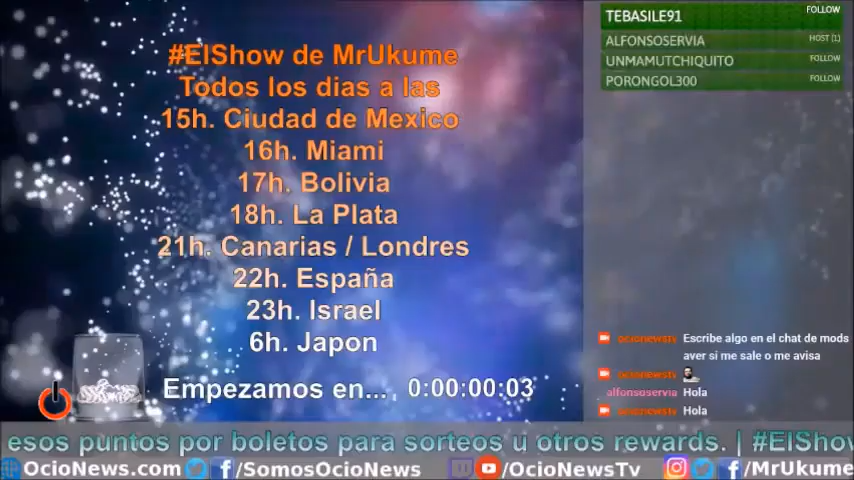 #ElShow de MrUkume
Todos los dias a las
15h. Ciudad de Mexico
16h. Miami
17h. Bolivia
18h. La Plata
21h. Canarias / Londres
22h. España
23h. Israel
6h. Japon
Empezamos en... 0:00:00:03
TEBASILE91 FOLLOW
ALFONSOSERVIA HOST (1)
UNMAMUTCHIQUITO FOLLOW
PORONGOL300 FOLLOW
ocionewstv Escribe algo en el chat de mods
aver si me sale o me avisa
ocionewstv
alfonsoservia Hola
ocionewstv Hola
esos puntos por boletos para sorteos u otros rewards. | #ElShow
OcioNews.com /SomosOcioNews /OcioNewsTv /MrUkume